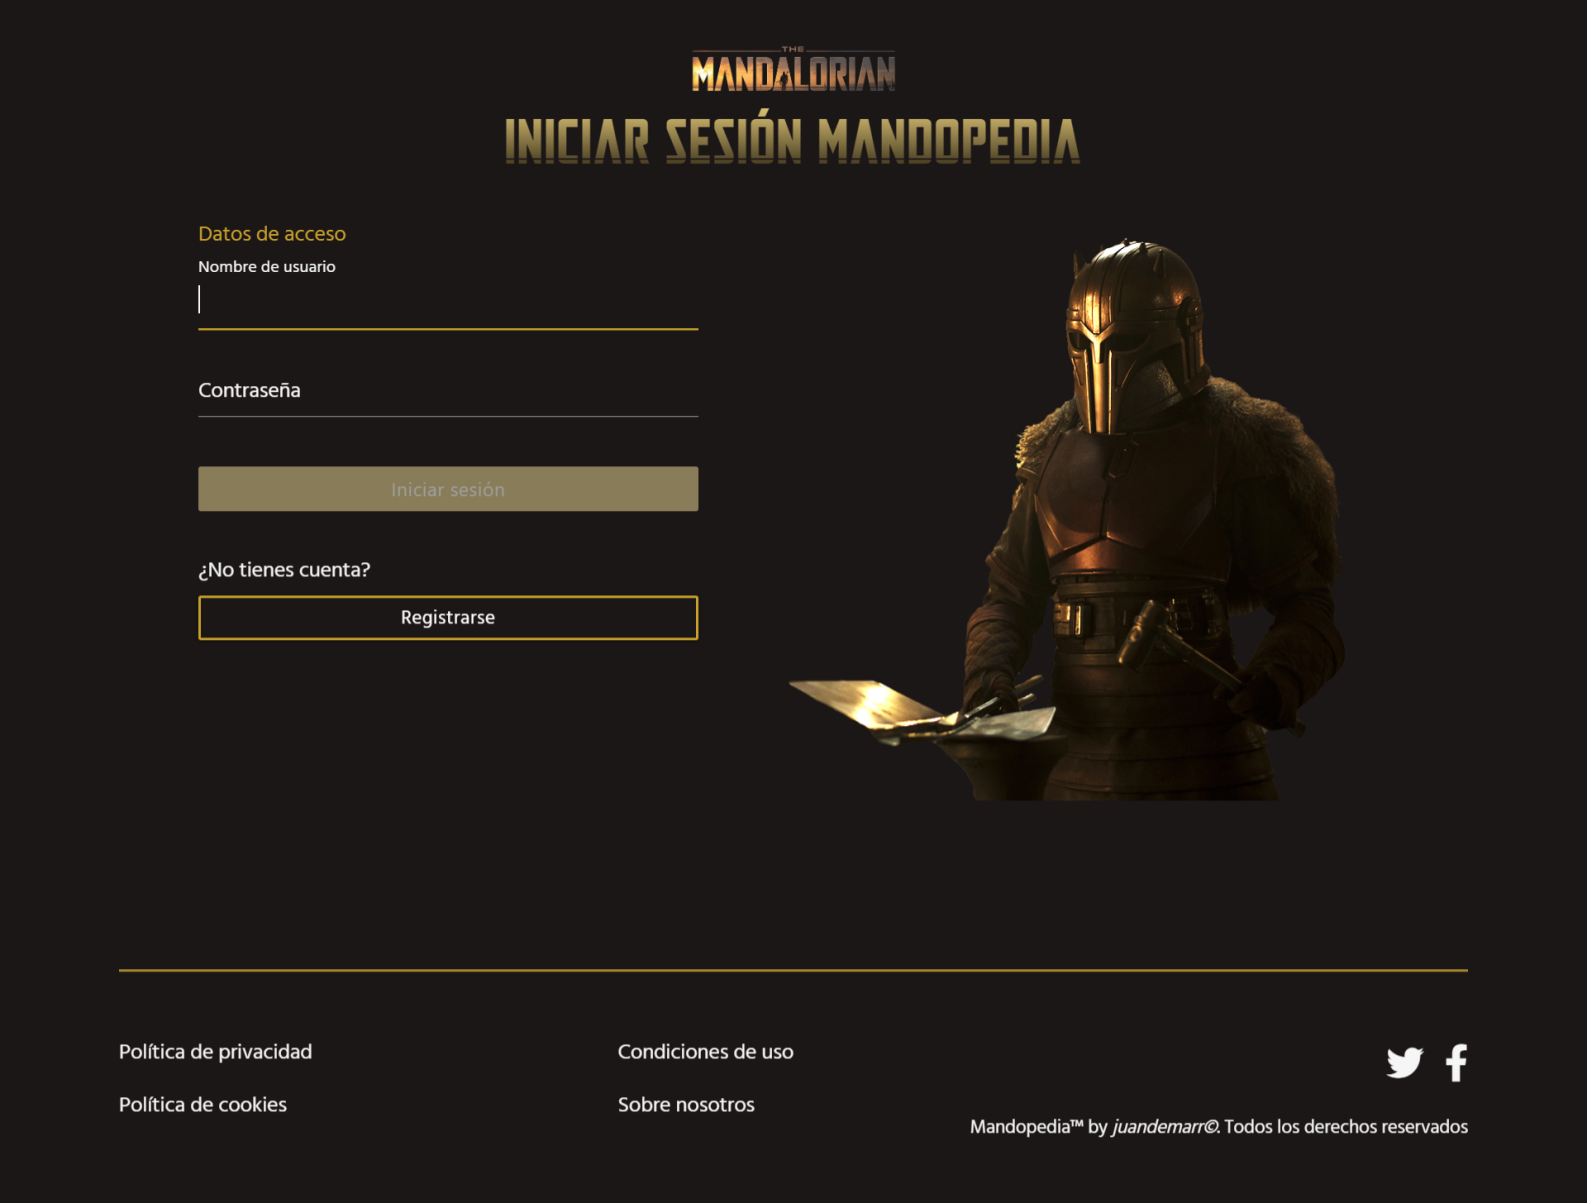 THE
MANDALORIAN
INICIAR SESIÓN MANDOPEDIA
Datos de acceso
Nombre de usuario
Contraseña
Iniciar sesión
¿No tienes cuenta?
Registrarse
Política de privacidad
Condiciones de uso
Política de cookies
Sobre nosotros
Mandopedia™ by juandemarr©. Todos los derechos reservados